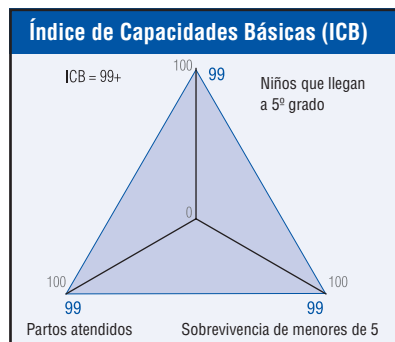 Índice de Capacidades Básicas (ICB)
ICB = 99+
100
99
Niños que llegan
a 5º grado
0
100
99
100
99
Partos atendidos
Sobrevivencia de menores de 5